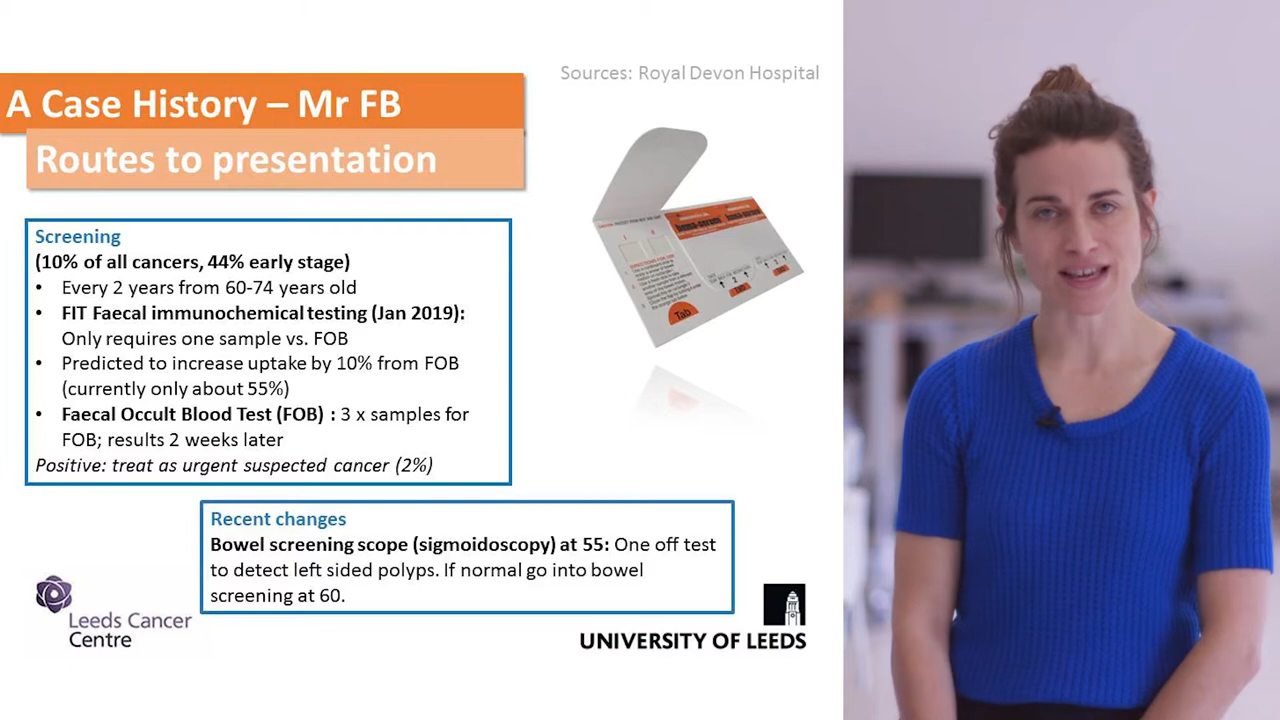 Sources: Royal Devon Hospital
A Case History – Mr FB
Routes to presentation
Screening
(10% of all cancers, 44% early stage)
• Every 2 years from 60-74 years old
• FIT Faecal immunochemical testing (Jan 2019):
Only requires one sample vs. FOB
• Predicted to increase uptake by 10% from FOB
(currently only about 55%)
• Faecal Occult Blood Test (FOB) : 3 x samples for
FOB; results 2 weeks later
Positive: treat as urgent suspected cancer (2%)
Tab
Recent changes
Bowel screening scope (sigmoidoscopy) at 55: One off test
to detect left sided polyps. If normal go into bowel
screening at 60.
Leeds Cancer
Centre
UNIVERSITY OF LEEDS